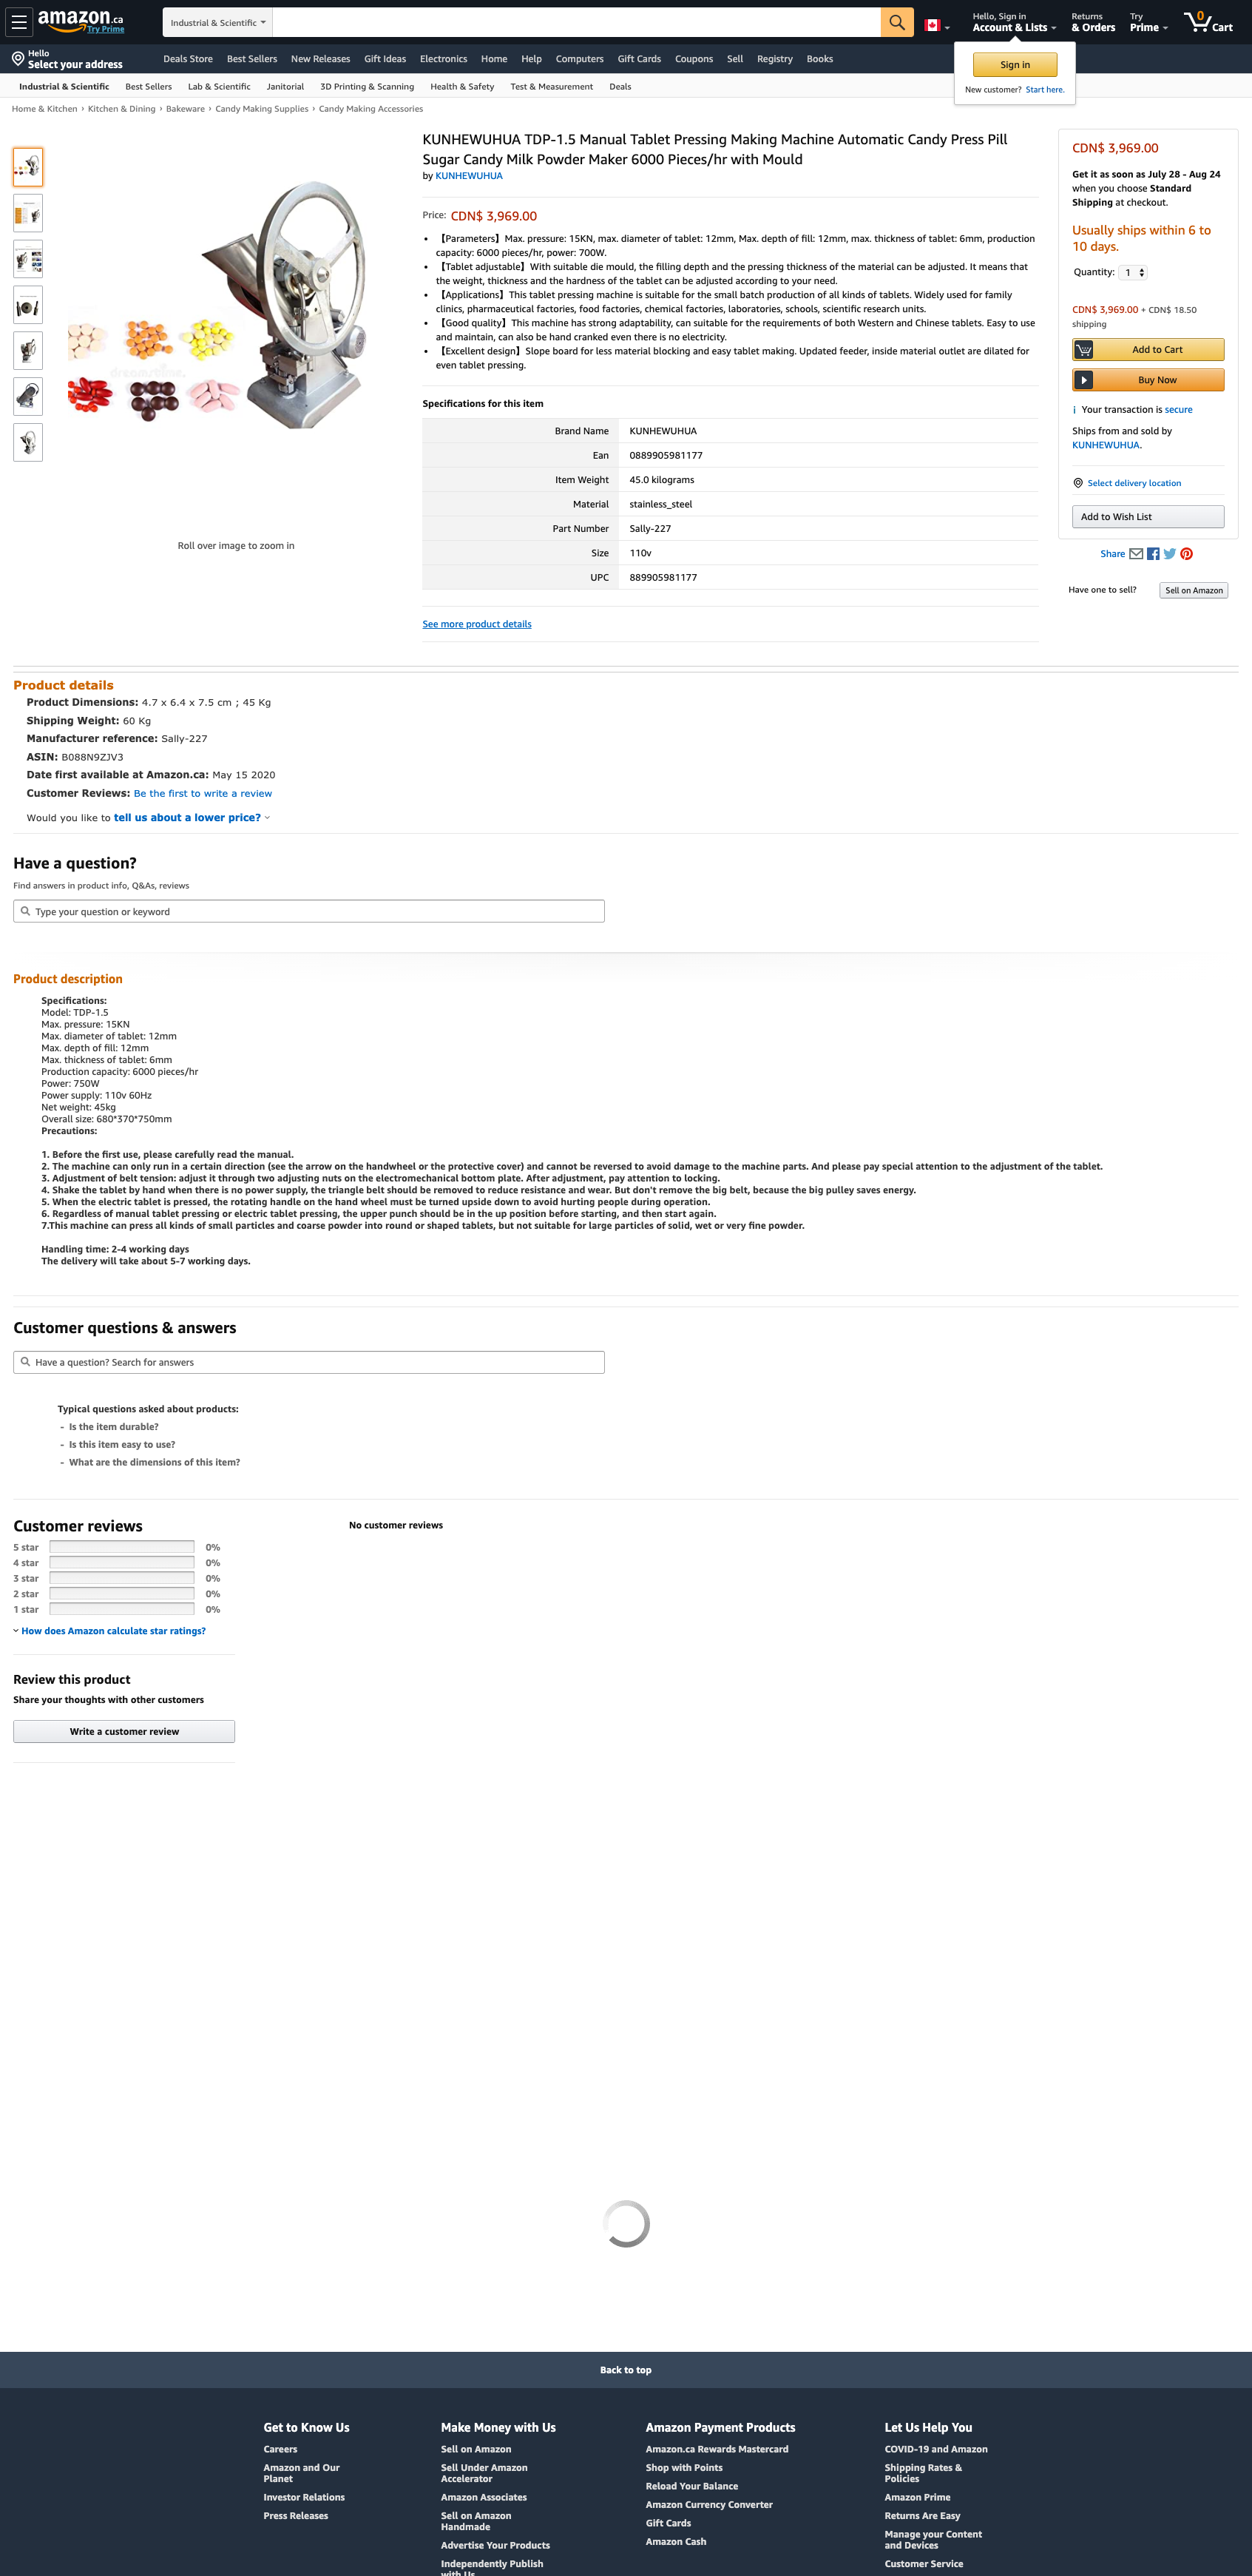 amazon.ca
Try Prime
Industrial & Scientific
Hello, Sign in
Account & Lists
Returns
& Orders
Try
Prime
0
Cart
Hello
Select your address
Deals Store Best Sellers New Releases Gift Ideas Electronics Home Help Computers Gift Cards Coupons Sell Registry Books
Sign in
New customer? Start here.
Industrial & Scientific Best Sellers Lab & Scientific Janitorial 3D Printing & Scanning Health & Safety Test & Measurement Deals
Home & Kitchen › Kitchen & Dining › Bakeware › Candy Making Supplies › Candy Making Accessories
dreamstime
Roll over image to zoom in
KUNHEWUHUA TDP-1.5 Manual Tablet Pressing Making Machine Automatic Candy Press Pill
Sugar Candy Milk Powder Maker 6000 Pieces/hr with Mould
by KUNHEWUHUA
Price: CDN$ 3,969.00
• 【Parameters】Max. pressure: 15KN, max. diameter of tablet: 12mm, Max. depth of fill: 12mm, max. thickness of tablet: 6mm, production
capacity: 6000 pieces/hr, power: 700W.
• 【Tablet adjustable】With suitable die mould, the filling depth and the pressing thickness of the material can be adjusted. It means that
the weight, thickness and the hardness of the tablet can be adjusted according to your need.
• 【Applications】This tablet pressing machine is suitable for the small batch production of all kinds of tablets. Widely used for family
clinics, pharmaceutical factories, food factories, chemical factories, laboratories, schools, scientific research units.
• 【Good quality】This machine has strong adaptability, can suitable for the requirements of both Western and Chinese tablets. Easy to use
and maintain, can also be hand cranked even there is no electricity.
• 【Excellent design】Slope board for less material blocking and easy tablet making. Updated feeder, inside material outlet are dilated for
even tablet pressing.
Specifications for this item
Brand Name KUNHEWUHUA
Ean 0889905981177
Item Weight 45.0 kilograms
Material stainless_steel
Part Number Sally-227
Size 110v
UPC 889905981177
See more product details
CDN$ 3,969.00
Get it as soon as July 28 - Aug 24
when you choose Standard
Shipping at checkout.
Usually ships within 6 to
10 days.
Quantity: 1
CDN$ 3,969.00 + CDN$ 18.50
shipping
Add to Cart
Buy Now
Your transaction is secure
Ships from and sold by
KUNHEWUHUA.
Select delivery location
Add to Wish List
Share
Have one to sell? Sell on Amazon
Product details
Product Dimensions: 4.7 x 6.4 x 7.5 cm ; 45 Kg
Shipping Weight: 60 Kg
Manufacturer reference: Sally-227
ASIN: B088N9ZJV3
Date first available at Amazon.ca: May 15 2020
Customer Reviews: Be the first to write a review
Would you like to tell us about a lower price?
Have a question?
Find answers in product info, Q&As, reviews
Type your question or keyword
Product description
Specifications:
Model: TDP-1.5
Max. pressure: 15KN
Max. diameter of tablet: 12mm
Max. depth of fill: 12mm
Max. thickness of tablet: 6mm
Production capacity: 6000 pieces/hr
Power: 750W
Power supply: 110v 60Hz
Net weight: 45kg
Overall size: 680*370*750mm
Precautions:
1. Before the first use, please carefully read the manual.
2. The machine can only run in a certain direction (see the arrow on the handwheel or the protective cover) and cannot be reversed to avoid damage to the machine parts. And please pay special attention to the adjustment of the tablet.
3. Adjustment of belt tension: adjust it through two adjusting nuts on the electromechanical bottom plate. After adjustment, pay attention to locking.
4. Shake the tablet by hand when there is no power supply, the triangle belt should be removed to reduce resistance and wear. But don't remove the big belt, because the big pulley saves energy.
5. When the electric tablet is pressed, the rotating handle on the hand wheel must be turned upside down to avoid hurting people during operation.
6. Regardless of manual tablet pressing or electric tablet pressing, the upper punch should be in the up position before starting, and then start again.
7.This machine can press all kinds of small particles and coarse powder into round or shaped tablets, but not suitable for large particles of solid, wet or very fine powder.
Handling time: 2-4 working days
The delivery will take about 5-7 working days.
Customer questions & answers
Have a question? Search for answers
Typical questions asked about products:
- Is the item durable?
- Is this item easy to use?
- What are the dimensions of this item?
Customer reviews
5 star 0%
4 star 0%
3 star 0%
2 star 0%
1 star 0%
How does Amazon calculate star ratings?
Review this product
Share your thoughts with other customers
Write a customer review
No customer reviews
Back to top
Get to Know Us
Careers
Amazon and Our
Planet
Investor Relations
Press Releases
Make Money with Us
Sell on Amazon
Sell Under Amazon
Accelerator
Amazon Associates
Sell on Amazon
Handmade
Advertise Your Products
Independently Publish
with Us
Amazon Payment Products
Amazon.ca Rewards Mastercard
Shop with Points
Reload Your Balance
Amazon Currency Converter
Gift Cards
Amazon Cash
Let Us Help You
COVID-19 and Amazon
Shipping Rates &
Policies
Amazon Prime
Returns Are Easy
Manage your Content
and Devices
Customer Service